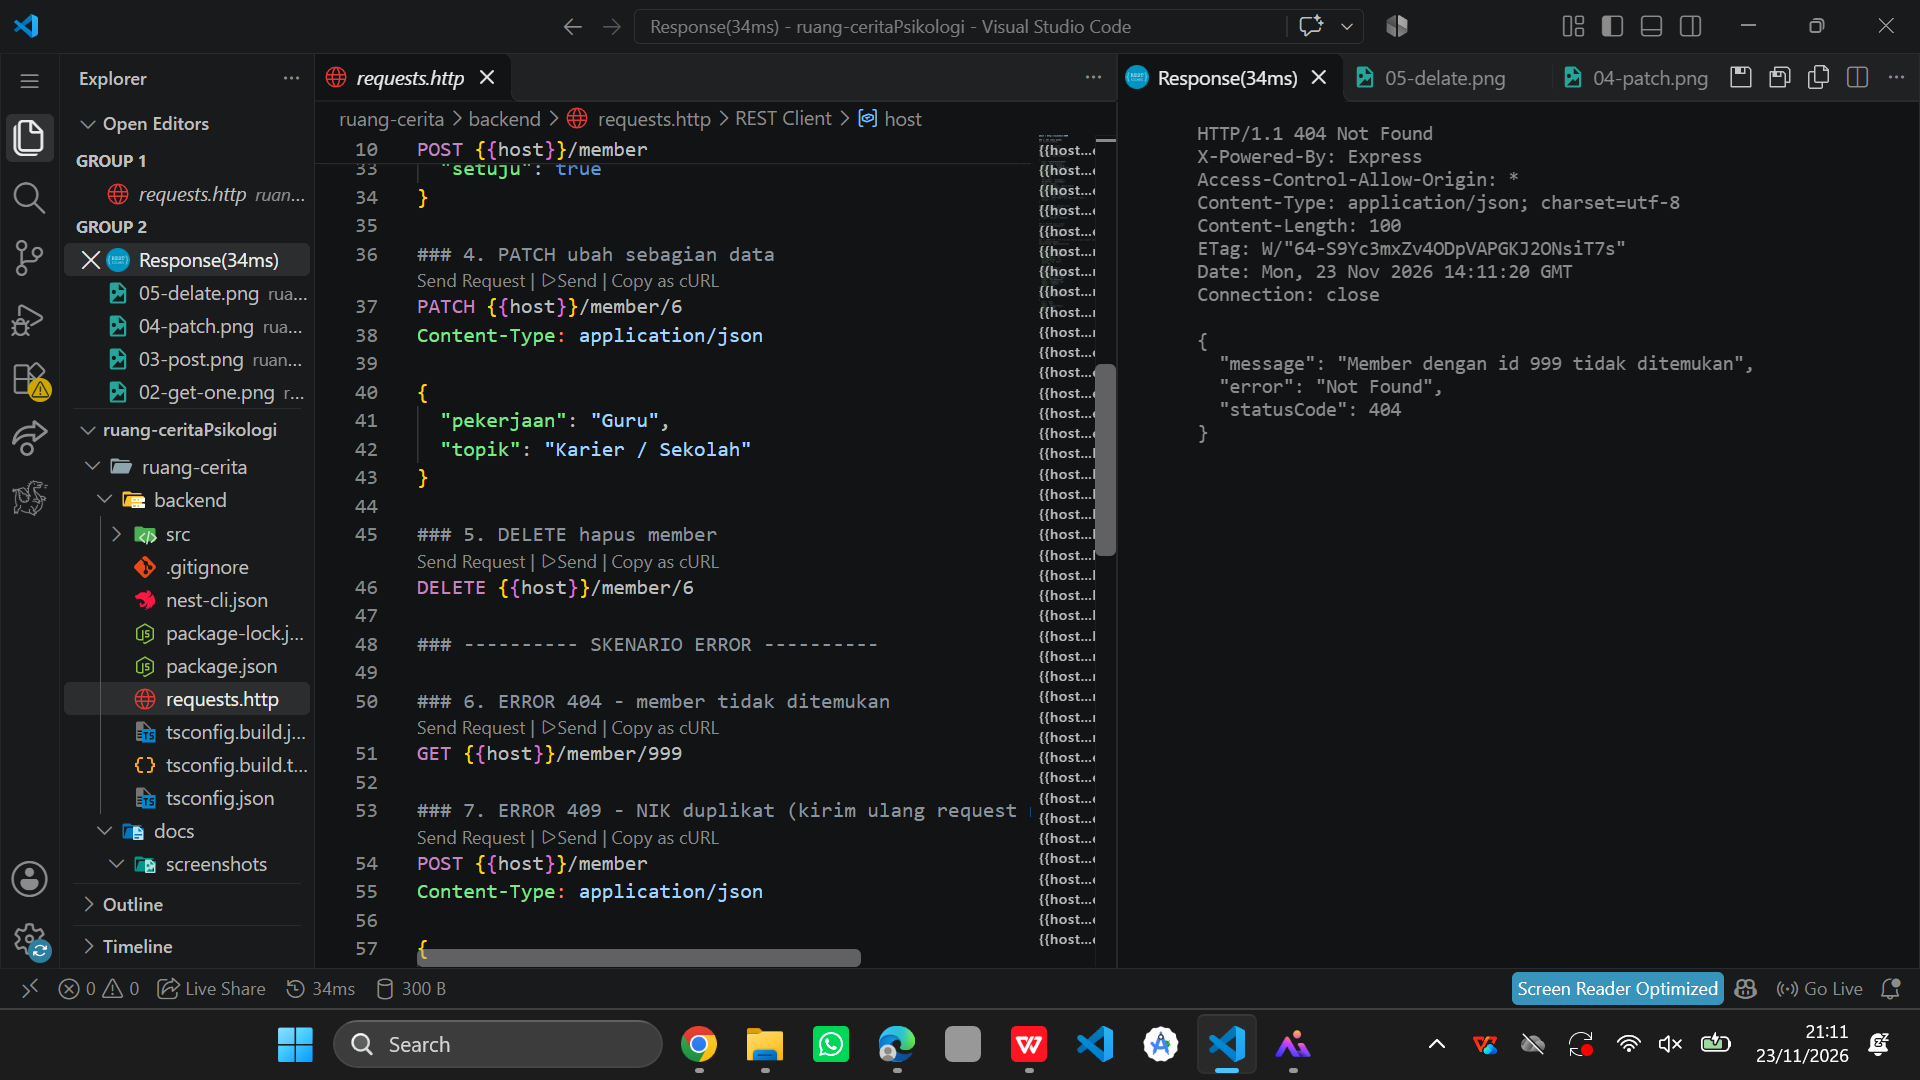 Response(34ms) - ruang-ceritaPsikologi - Visual Studio Code
Explorer
Open Editors
GROUP 1
requests.http ruan...
GROUP 2
Response(34ms)
05-delate.png rua...
04-patch.png rua...
03-post.png ruan...
02-get-one.png r...
ruang-ceritaPsikologi
ruang-cerita
backend
src
.gitignore
nest-cli.json
package-lock.j...
package.json
requests.http
tsconfig.build.j...
tsconfig.build.t...
tsconfig.json
docs
screenshots
Outline
Timeline
requests.http
ruang-cerita > backend > requests.http > REST Client > host
10 POST {{host}}/member
33 "setuju": true
34 }
35
36 ### 4. PATCH ubah sebagian data
Send Request | ▷Send | Copy as cURL
37 PATCH {{host}}/member/6
38 Content-Type: application/json
39
40 {
41 "pekerjaan": "Guru",
42 "topik": "Karier / Sekolah"
43 }
44
45 ### 5. DELETE hapus member
Send Request | ▷Send | Copy as cURL
46 DELETE {{host}}/member/6
47
48 ### ---------- SKENARIO ERROR ----------
49
50 ### 6. ERROR 404 - member tidak ditemukan
Send Request | ▷Send | Copy as cURL
51 GET {{host}}/member/999
52
53 ### 7. ERROR 409 - NIK duplikat (kirim ulang request
Send Request | ▷Send | Copy as cURL
54 POST {{host}}/member
55 Content-Type: application/json
56
57 {
Response(34ms) 05-delate.png 04-patch.png
HTTP/1.1 404 Not Found
X-Powered-By: Express
Access-Control-Allow-Origin: *
Content-Type: application/json; charset=utf-8
Content-Length: 100
ETag: W/"64-S9Yc3mxZv4ODpVAPGKJ2ONsiT7s"
Date: Mon, 23 Nov 2026 14:11:20 GMT
Connection: close
{
"message": "Member dengan id 999 tidak ditemukan",
"error": "Not Found",
"statusCode": 404
}
0 0 Live Share 34ms 300 B
Screen Reader Optimized Go Live
Search
21:11
23/11/2026